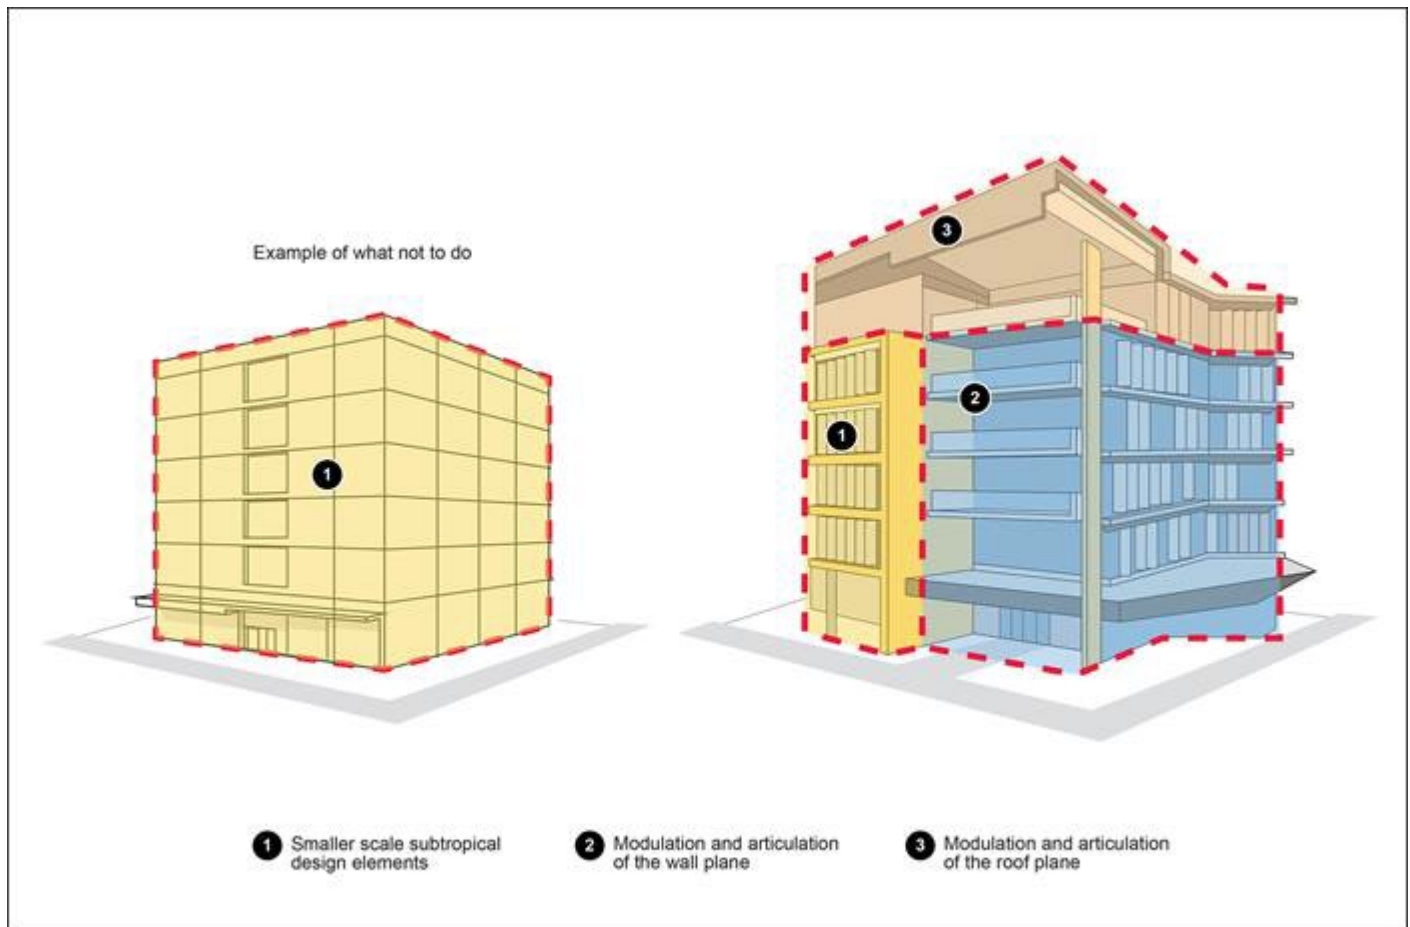 Example of what not to do
3
2
1
1
1 Smaller scale subtropical
design elements
2 Modulation and articulation
of the wall plane
3 Modulation and articulation
of the roof plane